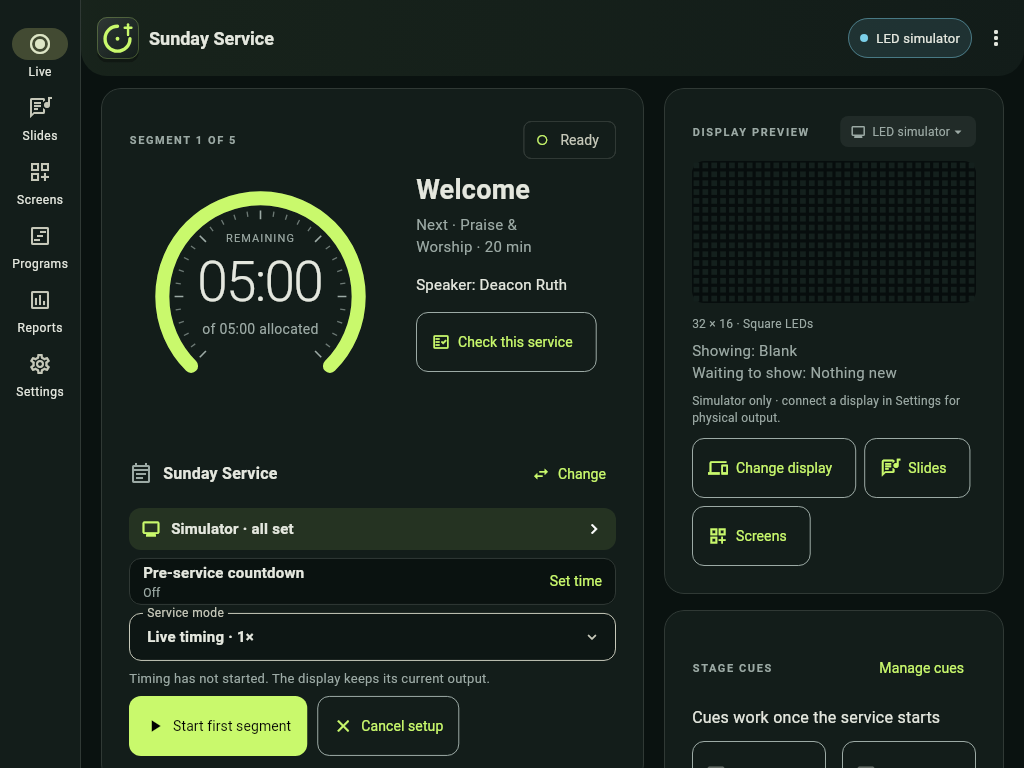 Sunday Service
LED simulator
Live
Slides
Screens
Programs
Reports
Settings
SEGMENT 1 OF 5
Ready
REMAINING
05:00
of 05:00 allocated
Welcome
Next · Praise &
Worship · 20 min
Speaker: Deacon Ruth
Check this service
Sunday Service
Change
Simulator · all set
Pre-service countdown
Off
Set time
Service mode
Live timing · 1×
Timing has not started. The display keeps its current output.
Start first segment
Cancel setup
DISPLAY PREVIEW
LED simulator
32 × 16 · Square LEDs
Showing: Blank
Waiting to show: Nothing new
Simulator only · connect a display in Settings for
physical output.
Change display
Slides
Screens
STAGE CUES
Manage cues
Cues work once the service starts